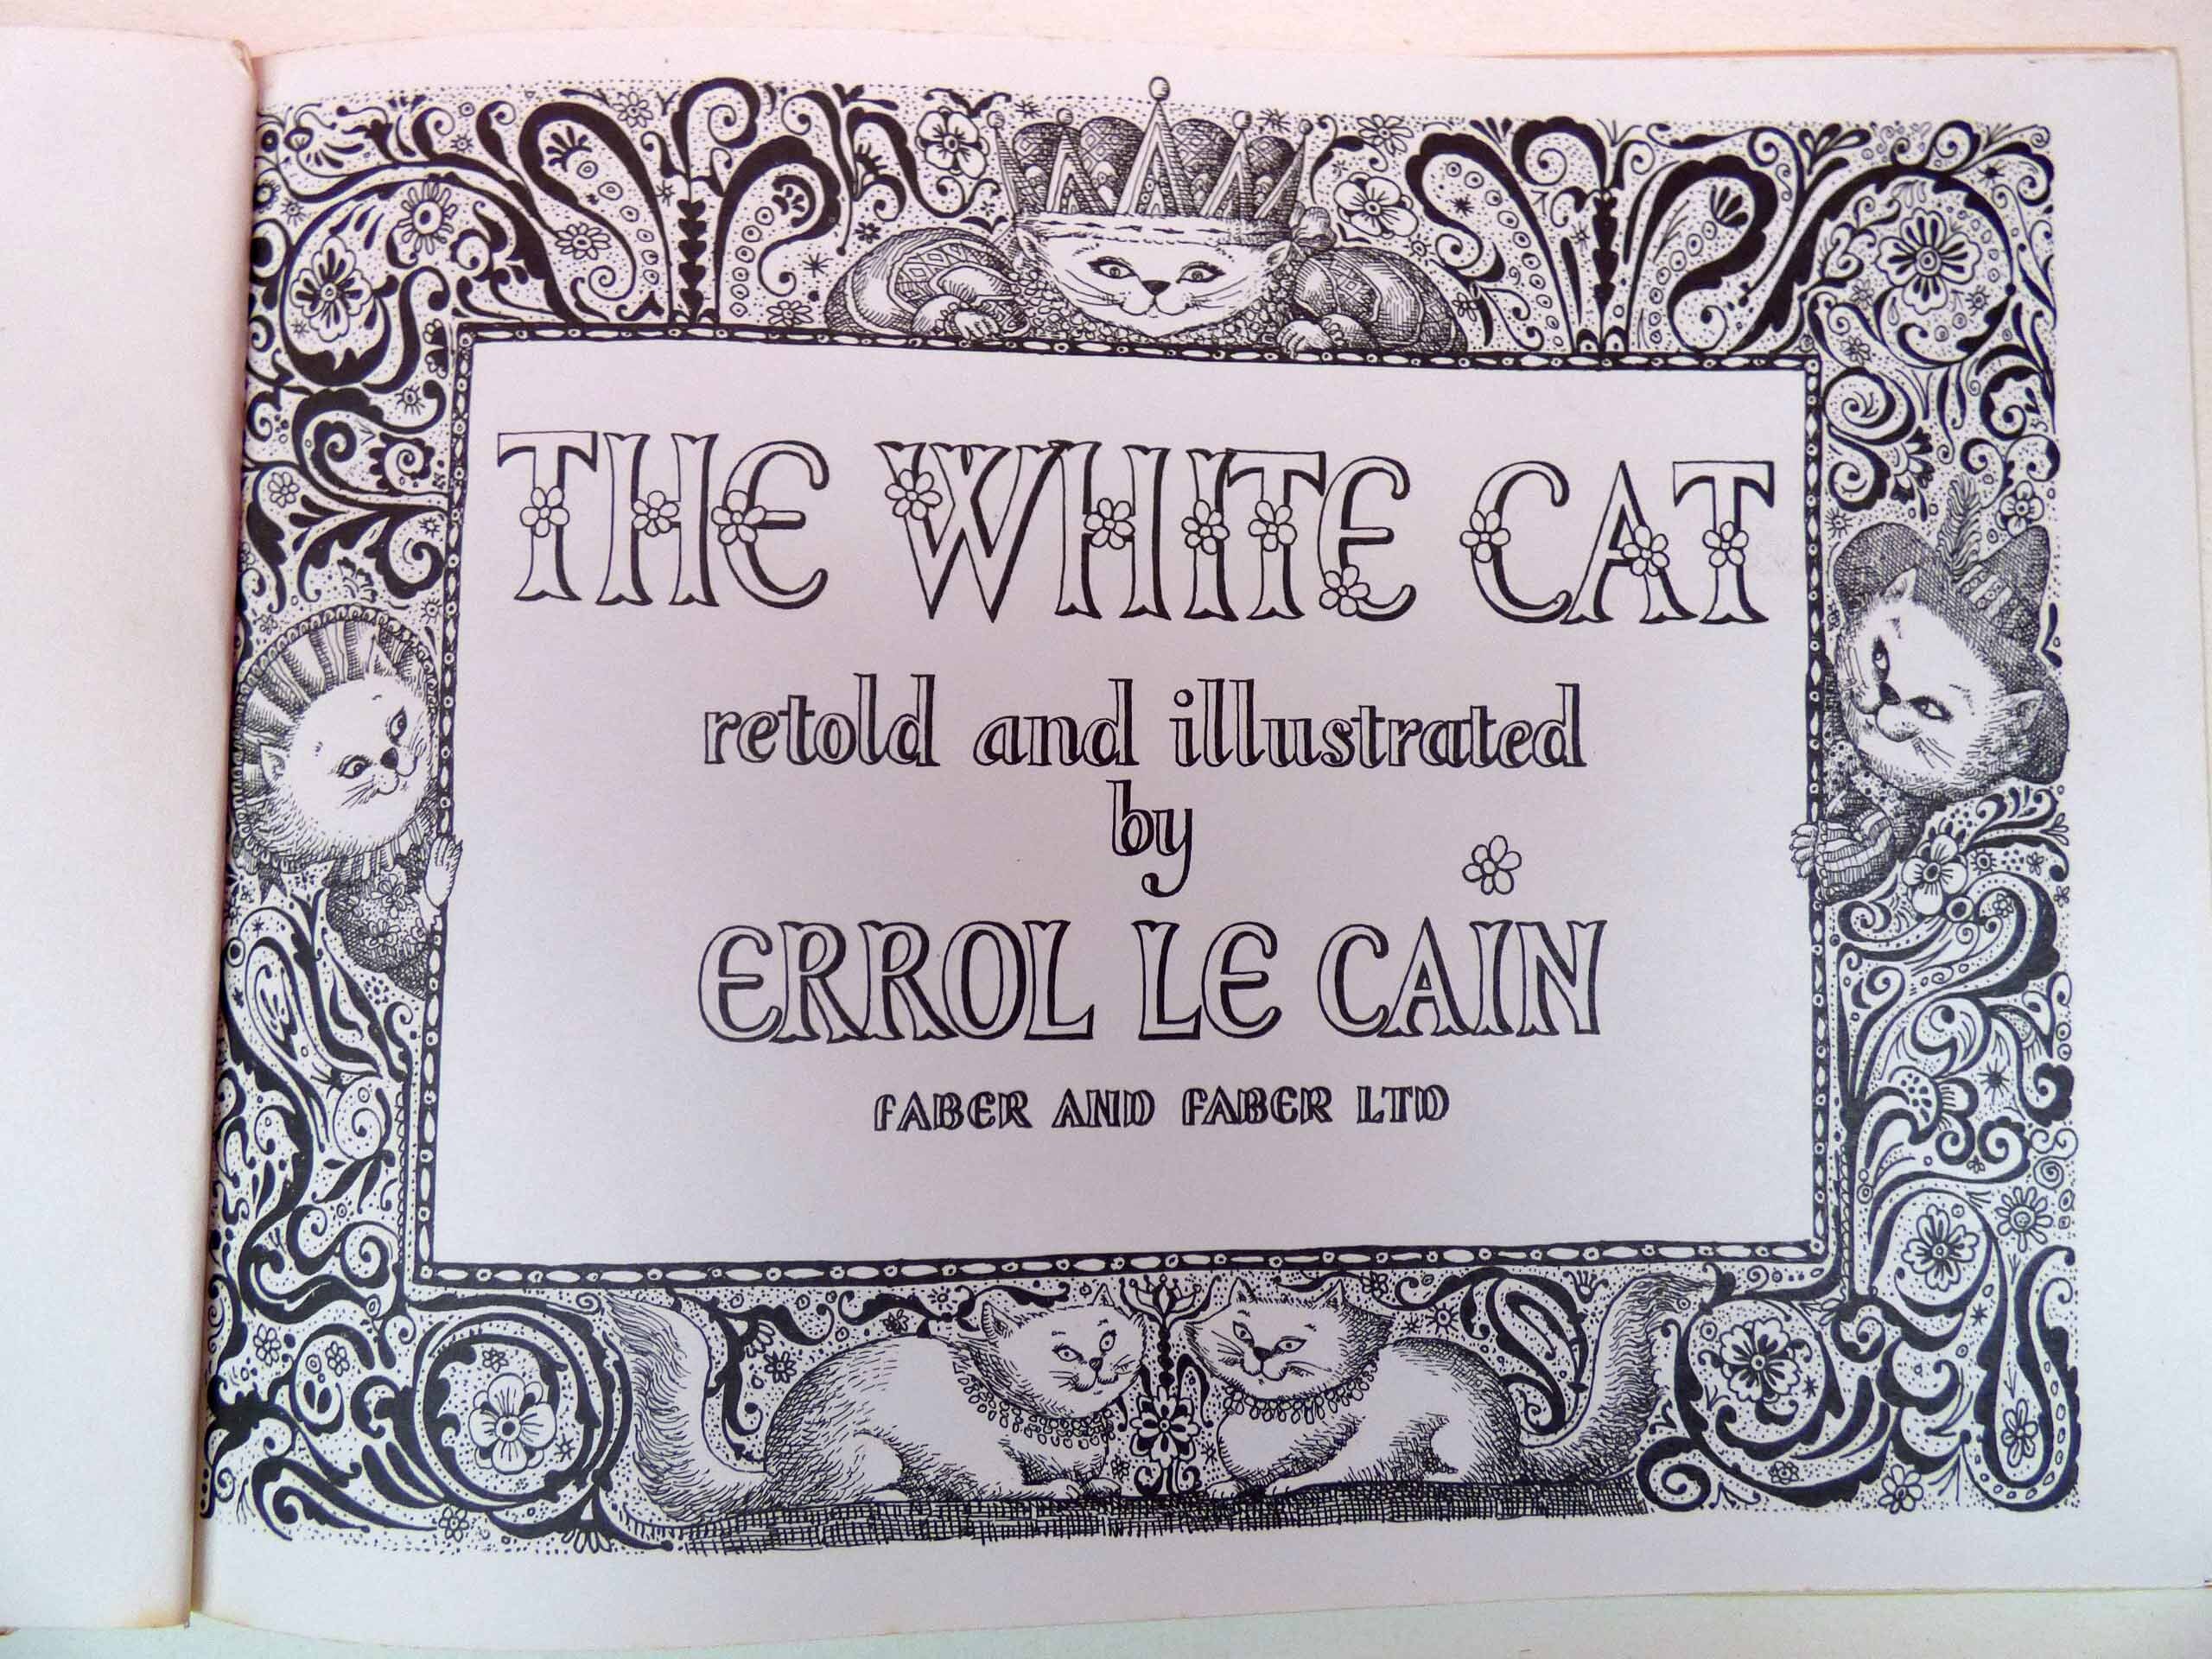 THE WHITE CAT
retold and illustrated
by
ERROL LE CAIN
FABER AND FABER LTD